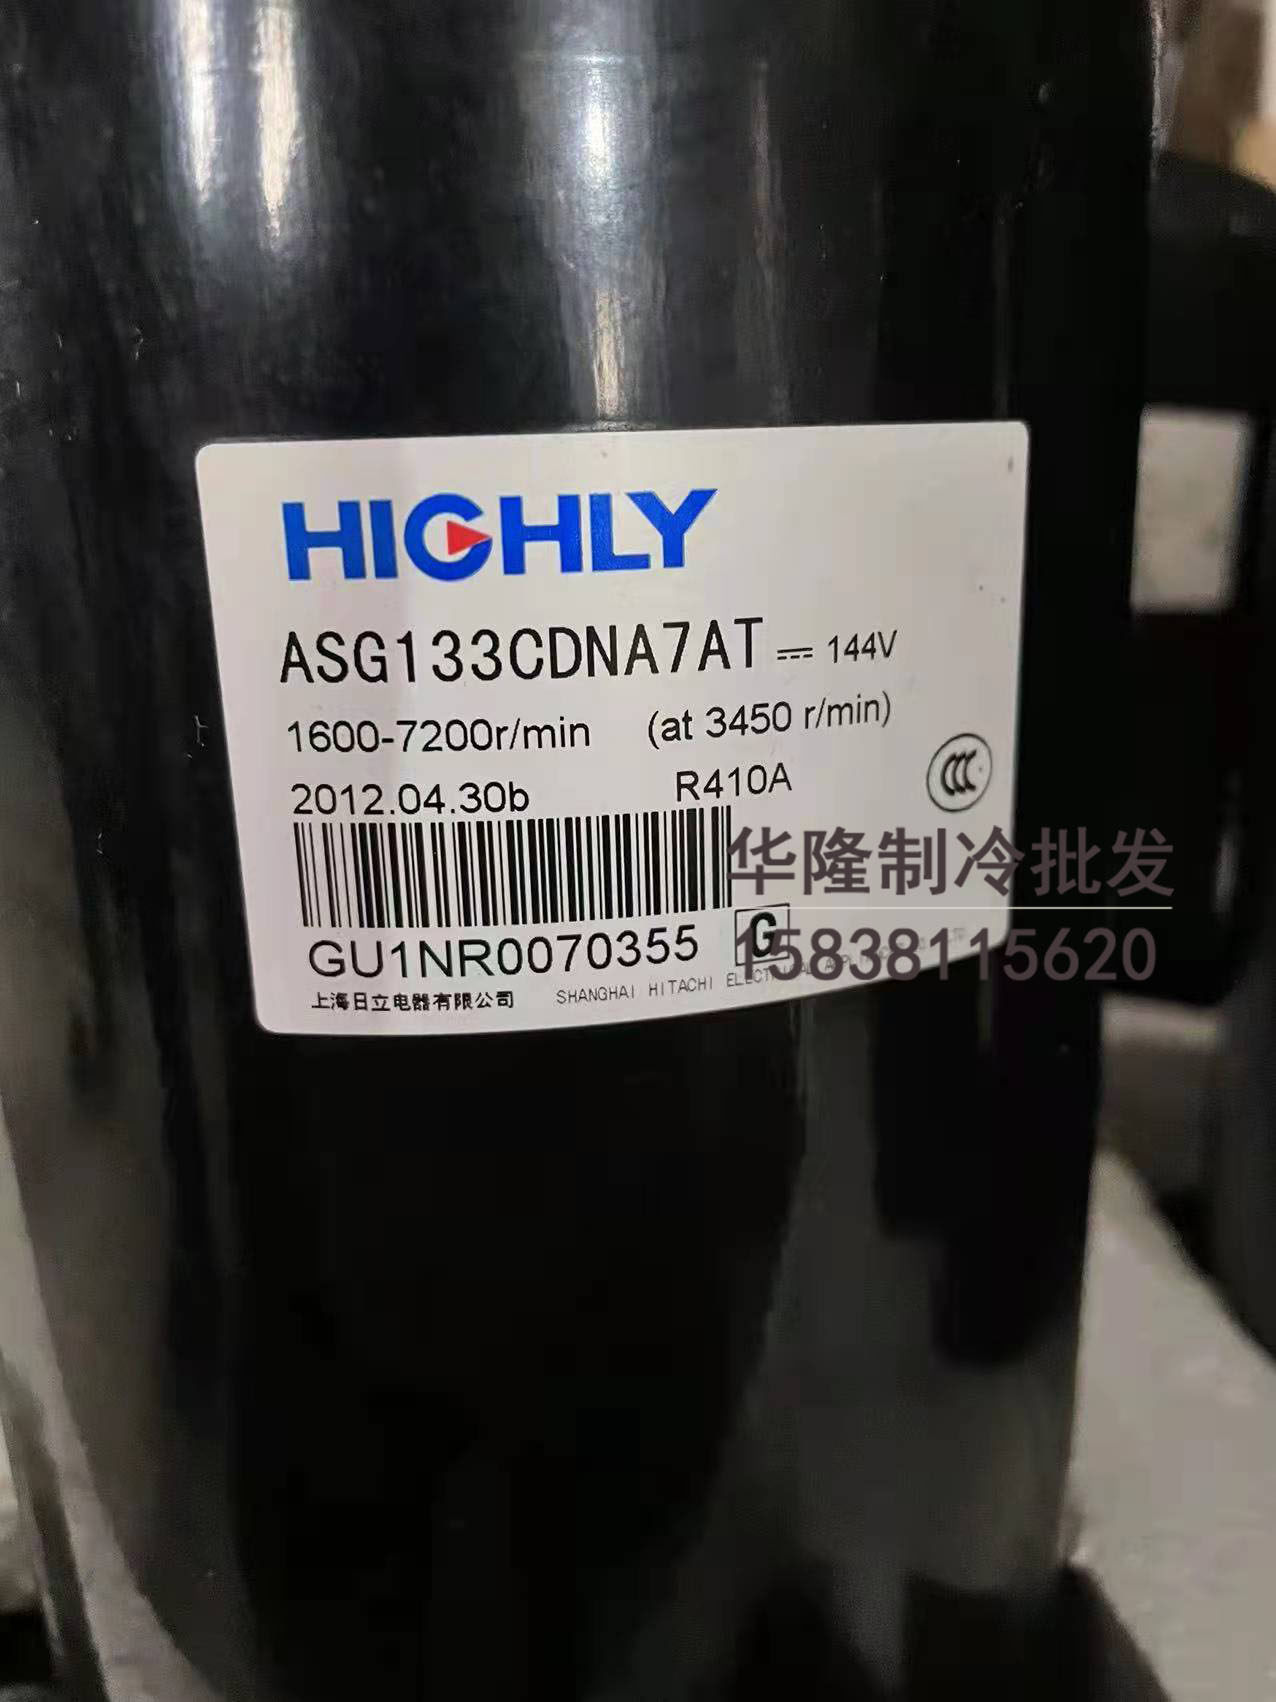 HIGHLY
ASG133CDNA7AT ⎓ 144V
1600-7200r/min (at 3450 r/min)
2012.04.30b R410A
华隆制冷批发
GU1NR0070355 G
15838115620
上海日立电器有限公司 SHANGHAI HITACHI